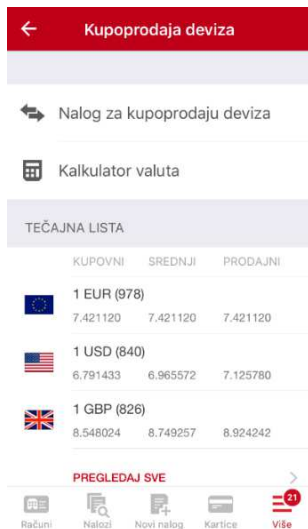 Kupoprodaja deviza
Nalog za kupoprodaju deviza
Kalkulator valuta
TEČAJNA LISTA
KUPOVNI SREDNJI PRODAJNI
1 EUR (978)
7.421120 7.421120 7.421120
1 USD (840)
6.791433 6.965572 7.125780
1 GBP (826)
8.548024 8.749257 8.924242
PREGLEDAJ SVE
21
Računi Nalozi Novi nalog Kartice Više